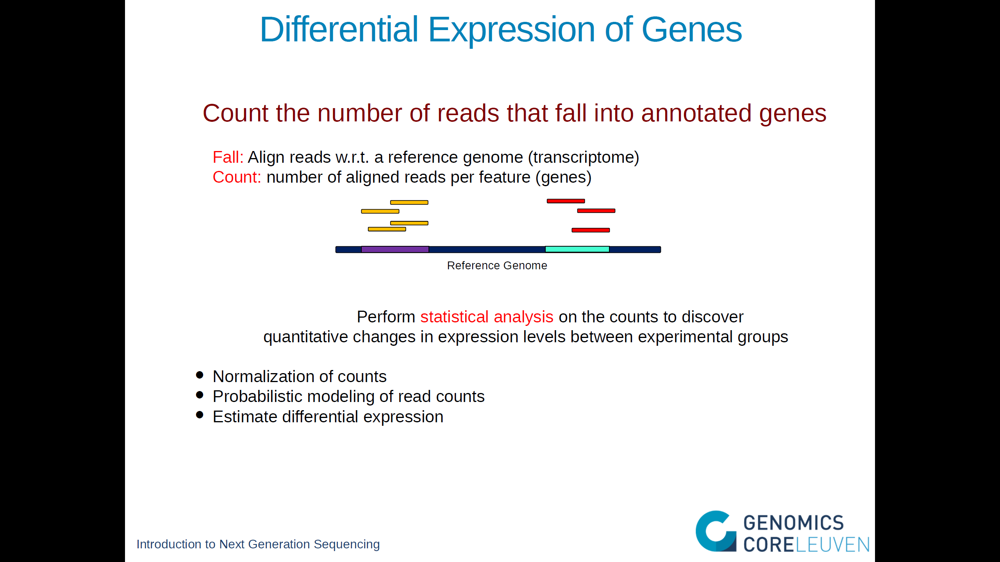 Differential Expression of Genes
Count the number of reads that fall into annotated genes
Fall: Align reads w.r.t. a reference genome (transcriptome)
Count: number of aligned reads per feature (genes)
Reference Genome
Perform statistical analysis on the counts to discover
quantitative changes in expression levels between experimental groups
● Normalization of counts
● Probabilistic modeling of read counts
● Estimate differential expression
Introduction to Next Generation Sequencing
GENOMICS
CORELEUVEN